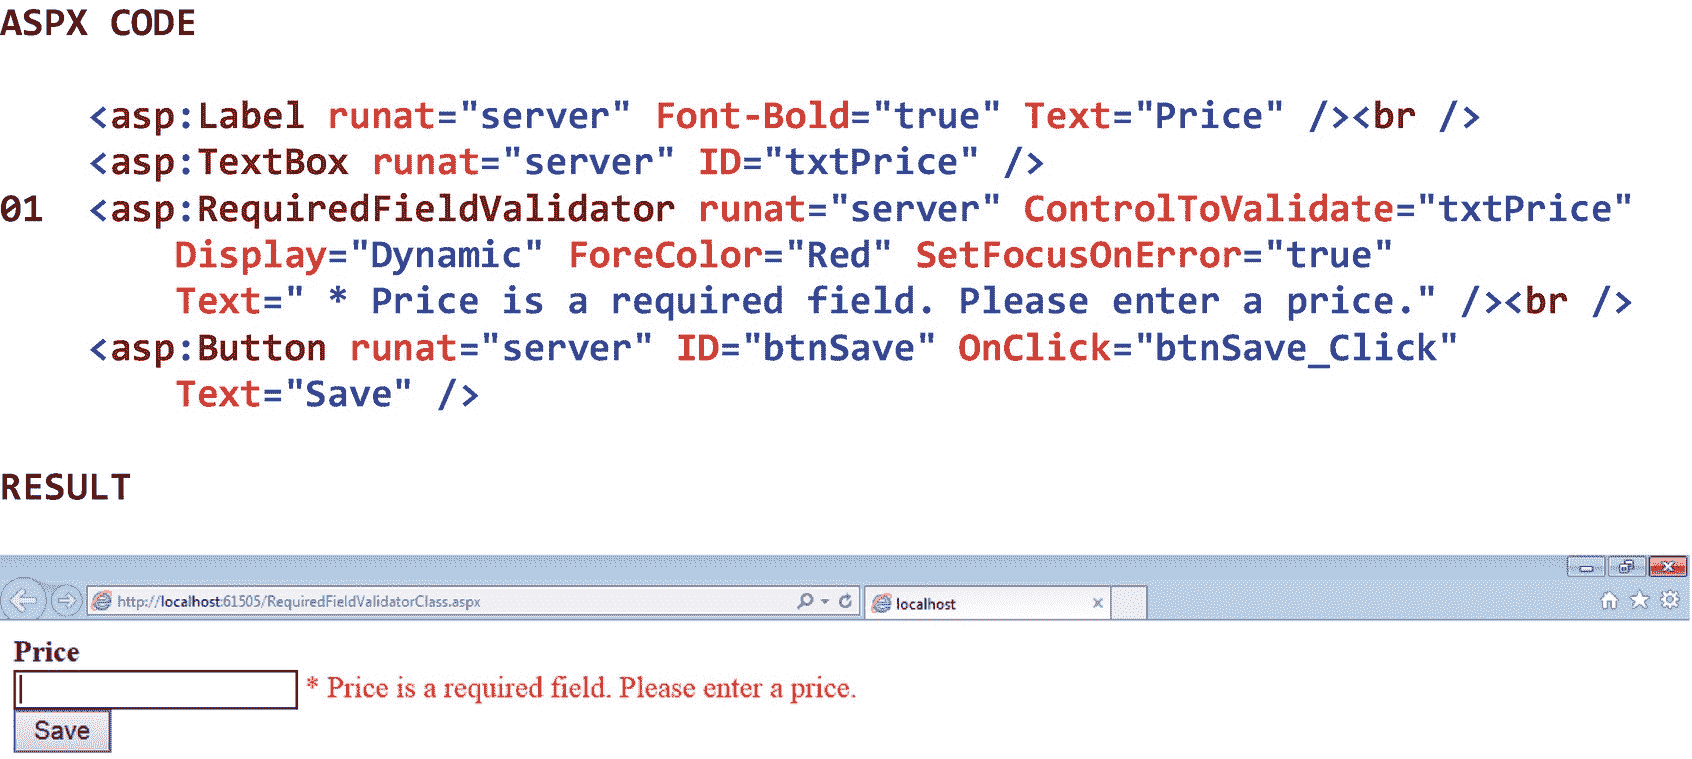 ASPX CODE
<asp:Label runat="server" Font-Bold="true" Text="Price" /><br />
<asp:TextBox runat="server" ID="txtPrice" />
01 <asp:RequiredFieldValidator runat="server" ControlToValidate="txtPrice"
Display="Dynamic" ForeColor="Red" SetFocusOnError="true"
Text=" * Price is a required field. Please enter a price." /><br />
<asp:Button runat="server" ID="btnSave" OnClick="btnSave_Click"
Text="Save" />
RESULT
http://localhost:61505/RequiredFieldValidatorClass.aspx localhost
Price
* Price is a required field. Please enter a price.
Save